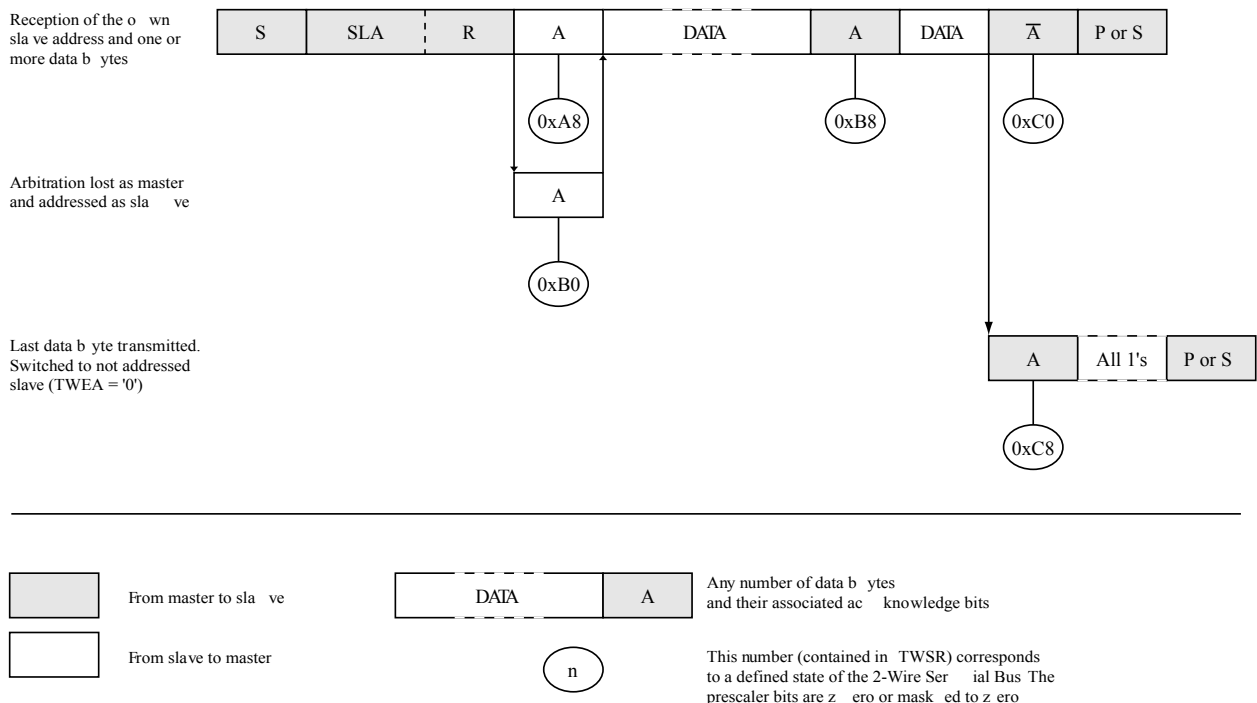 Reception of the o wn
sla ve address and one or
more data b ytes
S SLA R A DATA A DATA A P or S
0xA8 0xB8 0xC0
Arbitration lost as master
and addressed as sla ve
A
0xB0
Last data b yte transmitted.
Switched to not addressed
slave (TWEA = '0')
A All 1's P or S
0xC8
From master to sla ve
DATA A
Any number of data b ytes
and their associated ac knowledge bits
From slave to master
n
This number (contained in TWSR) corresponds
to a defined state of the 2-Wire Ser ial Bus The
prescaler bits are z ero or mask ed to z ero